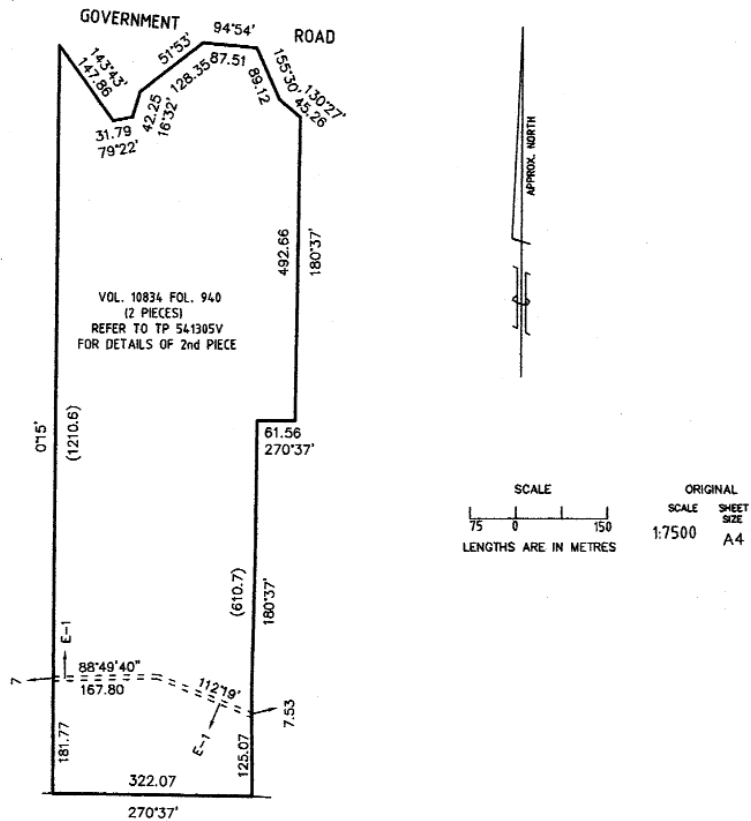 GOVERNMENT
ROAD
94°54'
87.51
51°53'
128.35
143°43'
147.86
31.79
79°22'
42.25
16°32'
155°30'
89.12
130°27'
45.26
APPROX. NORTH
492.66
180°37'
VOL. 10834 FOL. 940
(2 PIECES)
REFER TO TP 541305V
FOR DETAILS OF 2nd PIECE
0°15'
(1210.6)
61.56
270°37'
SCALE
75 0 150
LENGTHS ARE IN METRES
ORIGINAL
SCALE
SHEET
SIZE
1:7500
A4
(610.7)
180°37'
E-1
88°49'40"
167.80
7
112°19'
E-1
7.53
181.77
125.07
322.07
270°37'